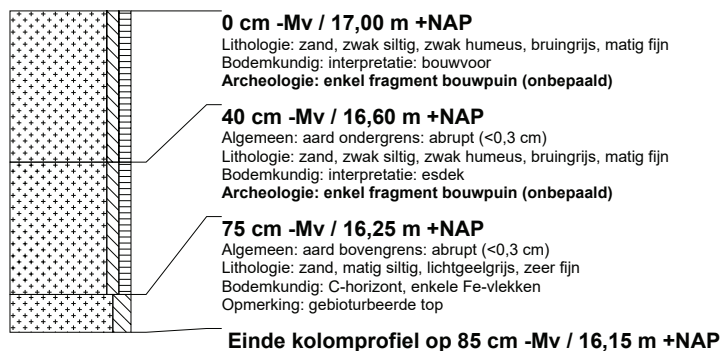 0 cm -Mv / 17,00 m +NAP
Lithologie: zand, zwak siltig, zwak humeus, bruingrijs, matig fijn
Bodemkundig: interpretatie: bouwvoor
Archeologie: enkel fragment bouwpuin (onbepaald)
40 cm -Mv / 16,60 m +NAP
Algemeen: aard ondergrens: abrupt (<0,3 cm)
Lithologie: zand, zwak siltig, zwak humeus, bruingrijs, matig fijn
Bodemkundig: interpretatie: esdek
Archeologie: enkel fragment bouwpuin (onbepaald)
75 cm -Mv / 16,25 m +NAP
Algemeen: aard bovengrens: abrupt (<0,3 cm)
Lithologie: zand, matig siltig, lichtgeelgrijs, zeer fijn
Bodemkundig: C-horizont, enkele Fe-vlekken
Opmerking: gebioturbeerde top
Einde kolomprofiel op 85 cm -Mv / 16,15 m +NAP